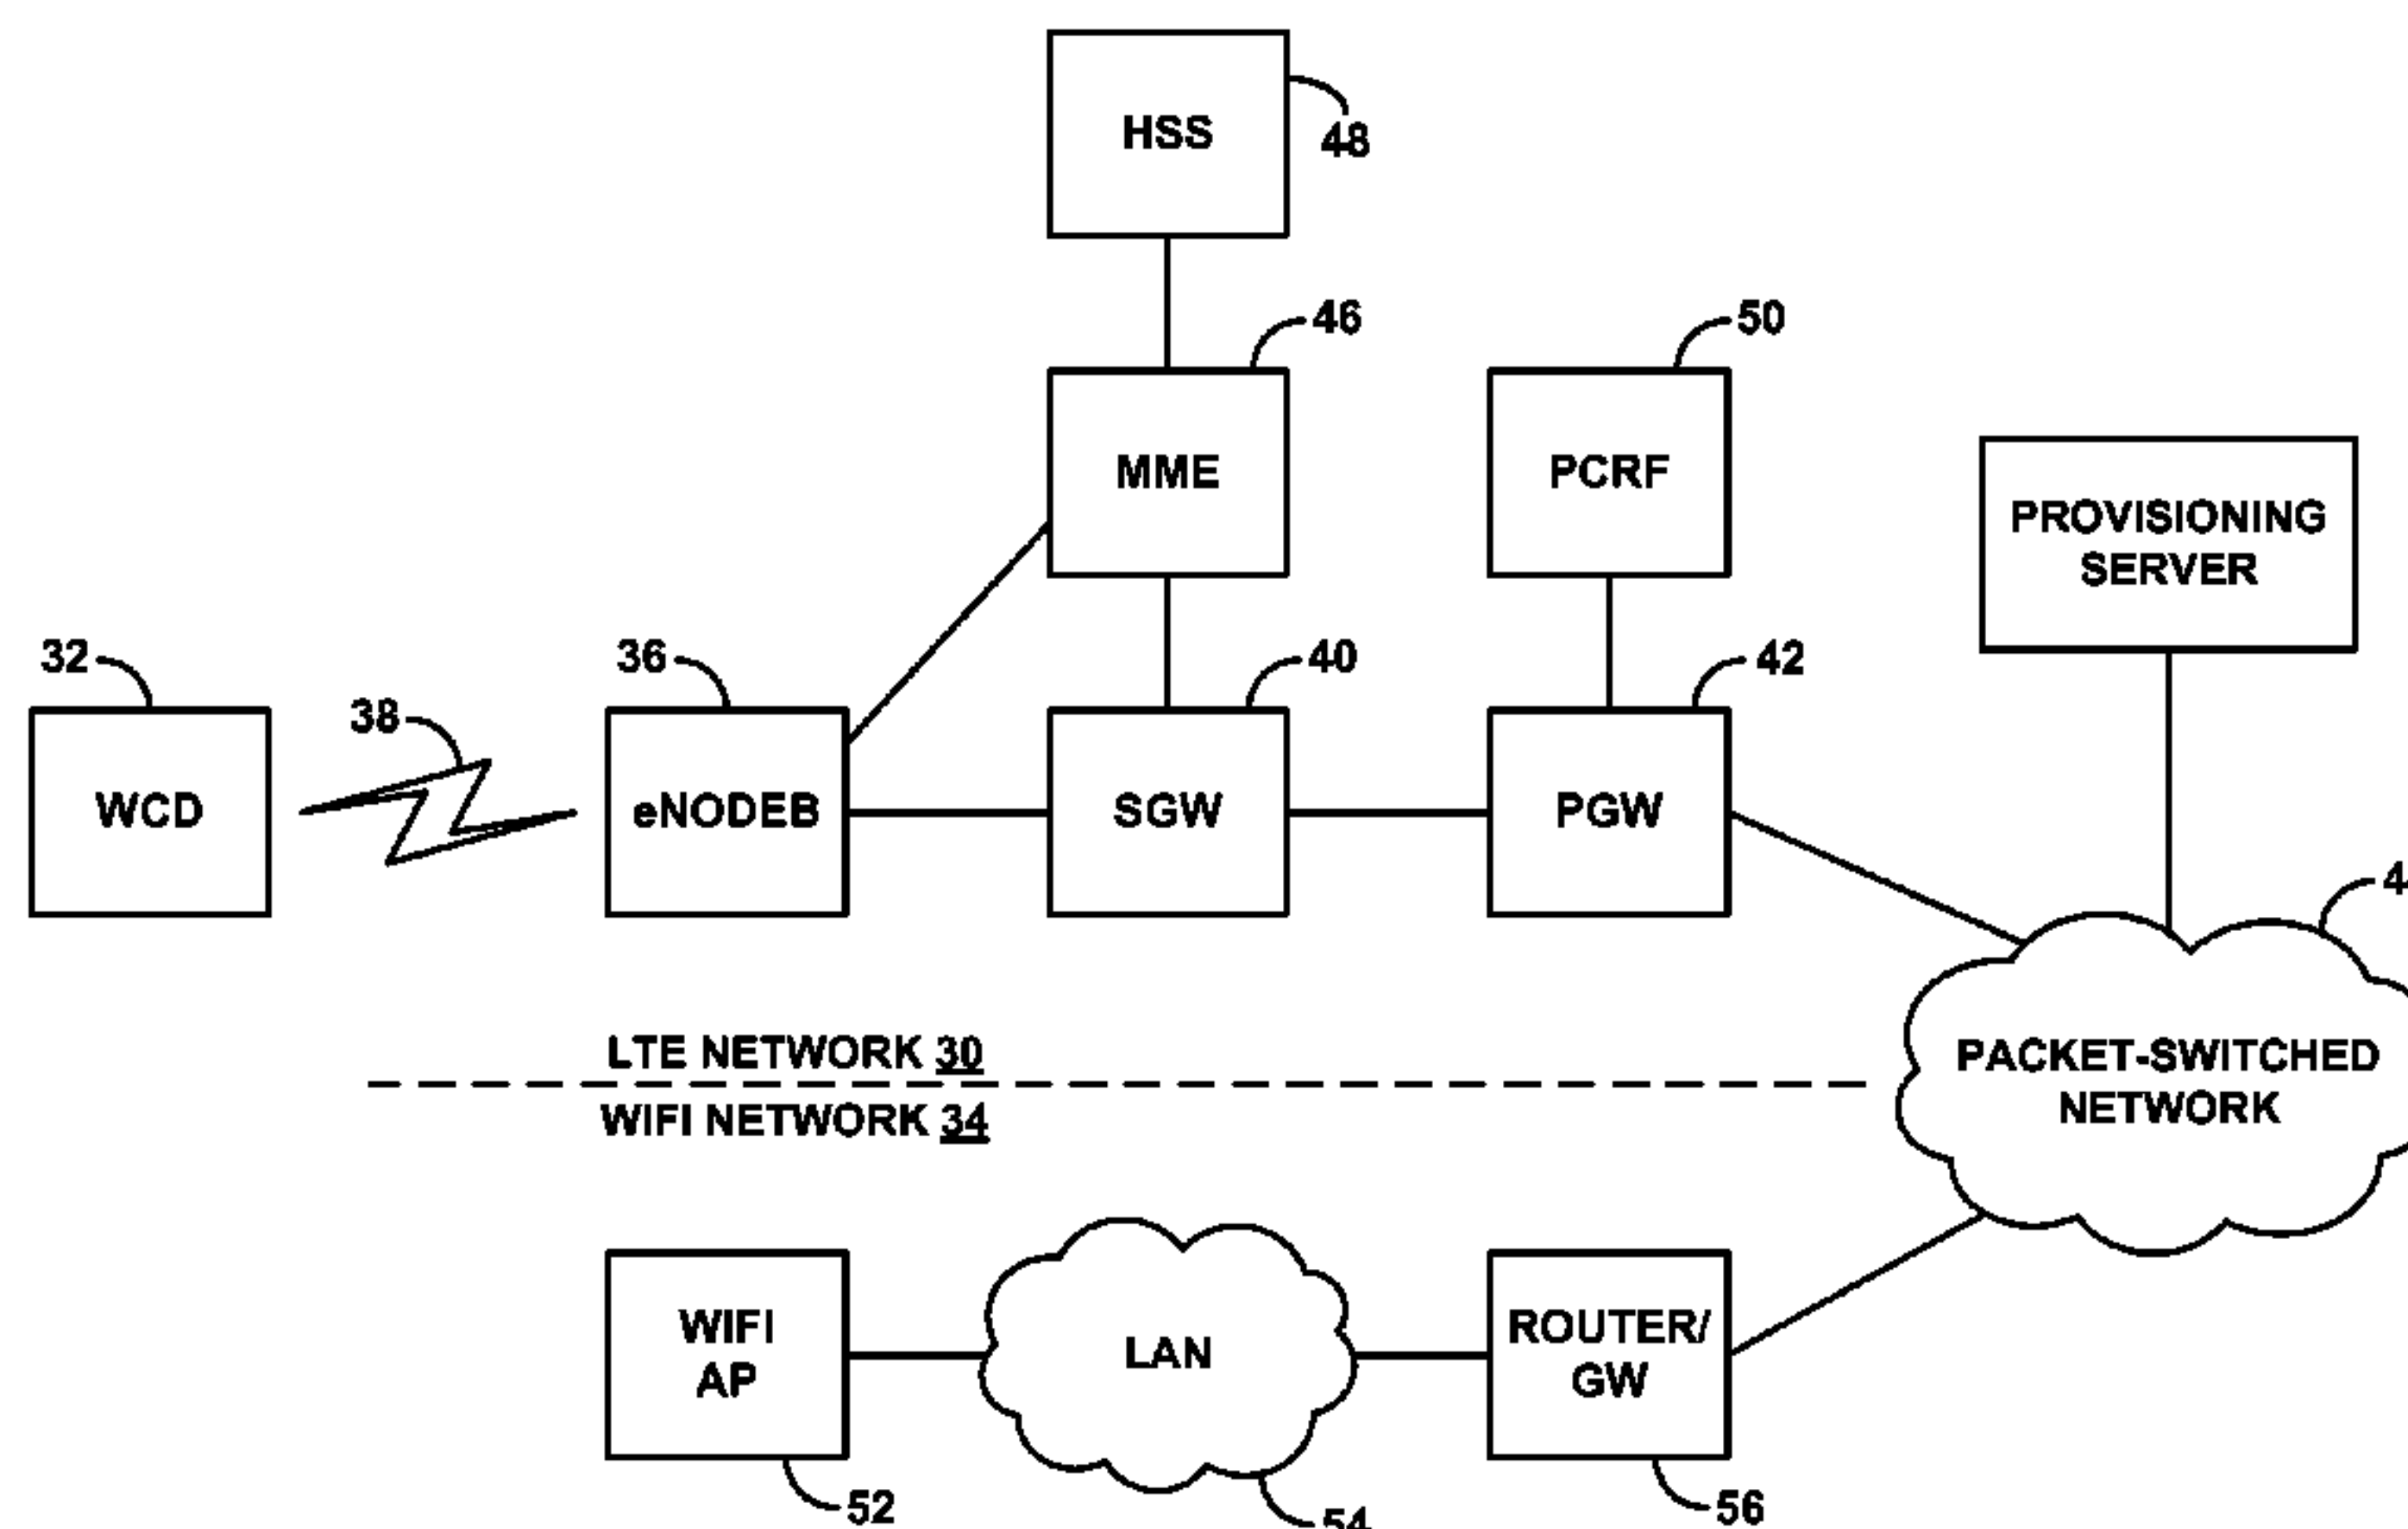 HSS
48
46
50
MME
PCRF
PROVISIONING
SERVER
32
36
40
42
38
WCD
eNODEB
SGW
PGW
LTE NETWORK 30
WIFI NETWORK 34
PACKET-SWITCHED
NETWORK
WIFI
AP
LAN
ROUTER/
GW
52
54
56